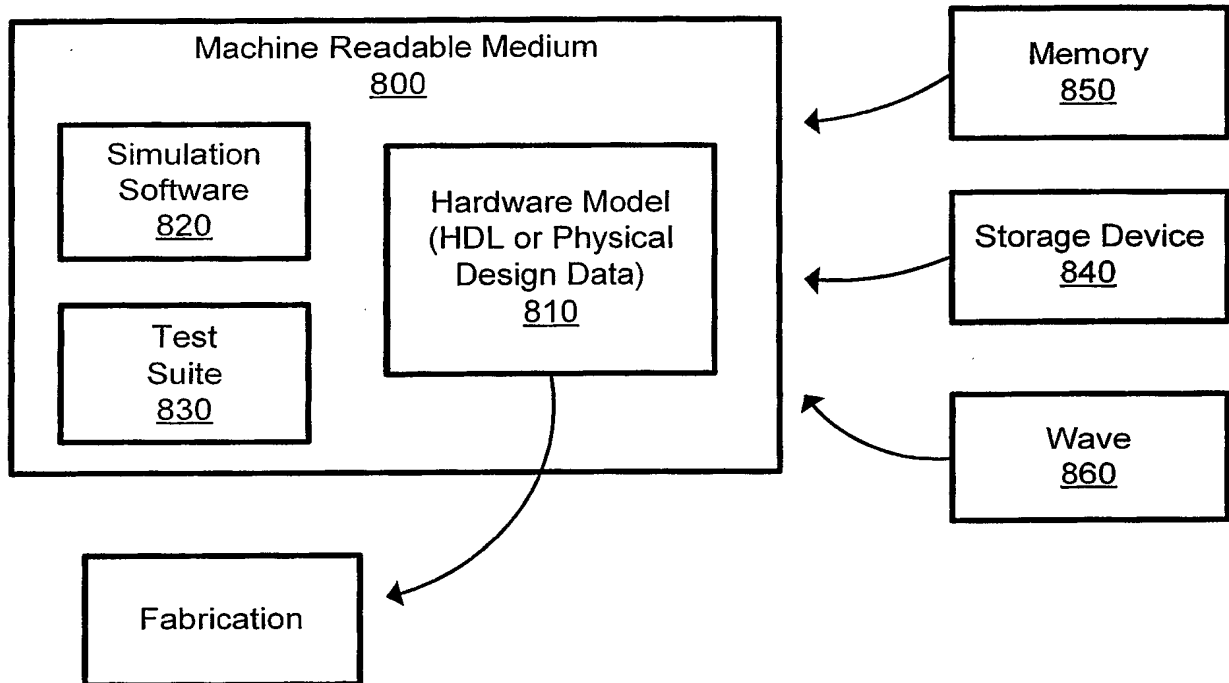 Machine Readable Medium
800
Simulation
Software
820
Test
Suite
830
Hardware Model
(HDL or Physical
Design Data)
810
Memory
850
Storage Device
840
Wave
860
Fabrication